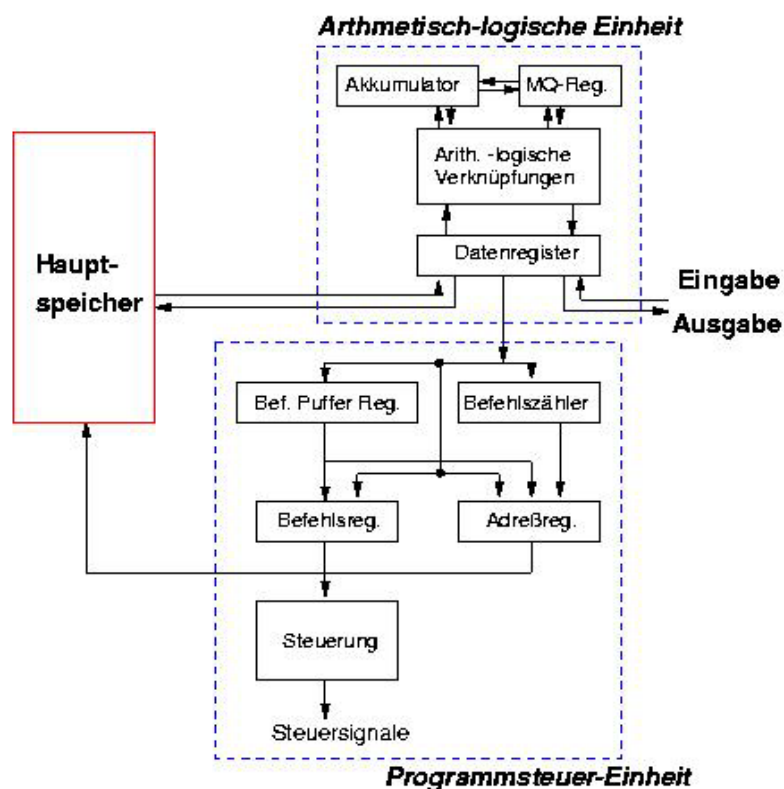 Arthmetisch-logische Einheit
Akkumulator
MQ-Reg.
Arith. -logische
Verknüpfungen
Datenregister
Haupt-
speicher
Eingabe
Ausgabe
Bef. Puffer Reg.
Befehlszähler
Befehlsreg.
Adreßreg.
Steuerung
Steuersignale
Programmsteuer-Einheit